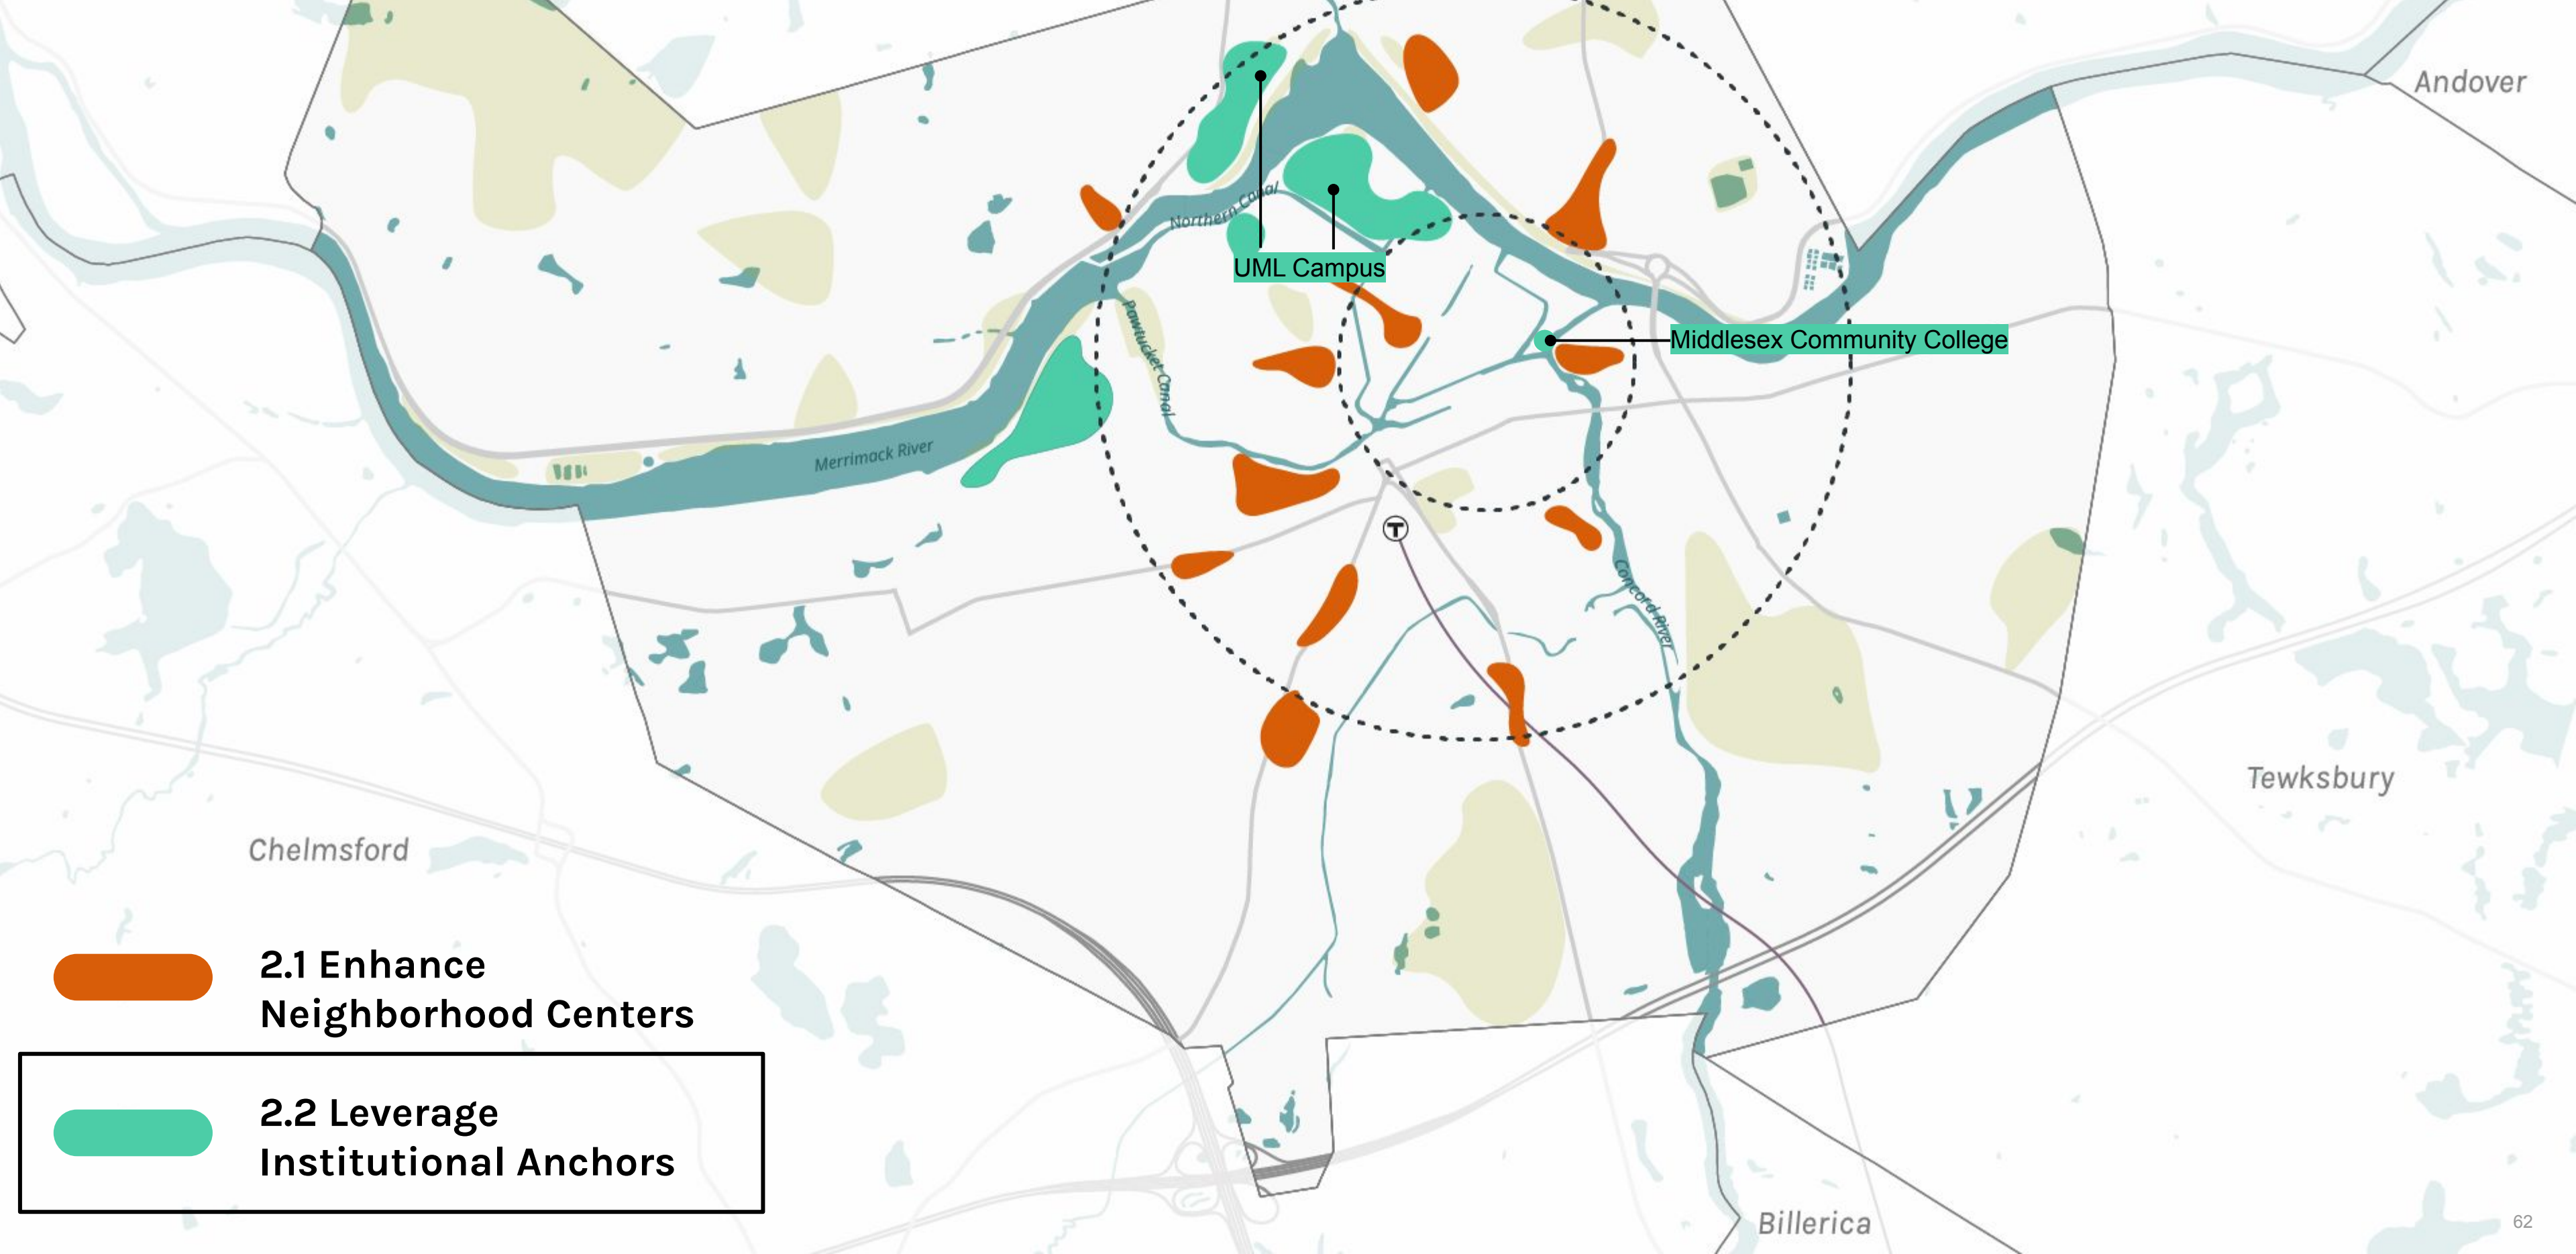 Andover
Northern Canal
UML Campus
Pawtucket Canal
Middlesex Community College
Merrimack River
T
Concord River
Tewksbury
Chelmsford
2.1 Enhance
Neighborhood Centers
2.2 Leverage
Institutional Anchors
Billerica
62